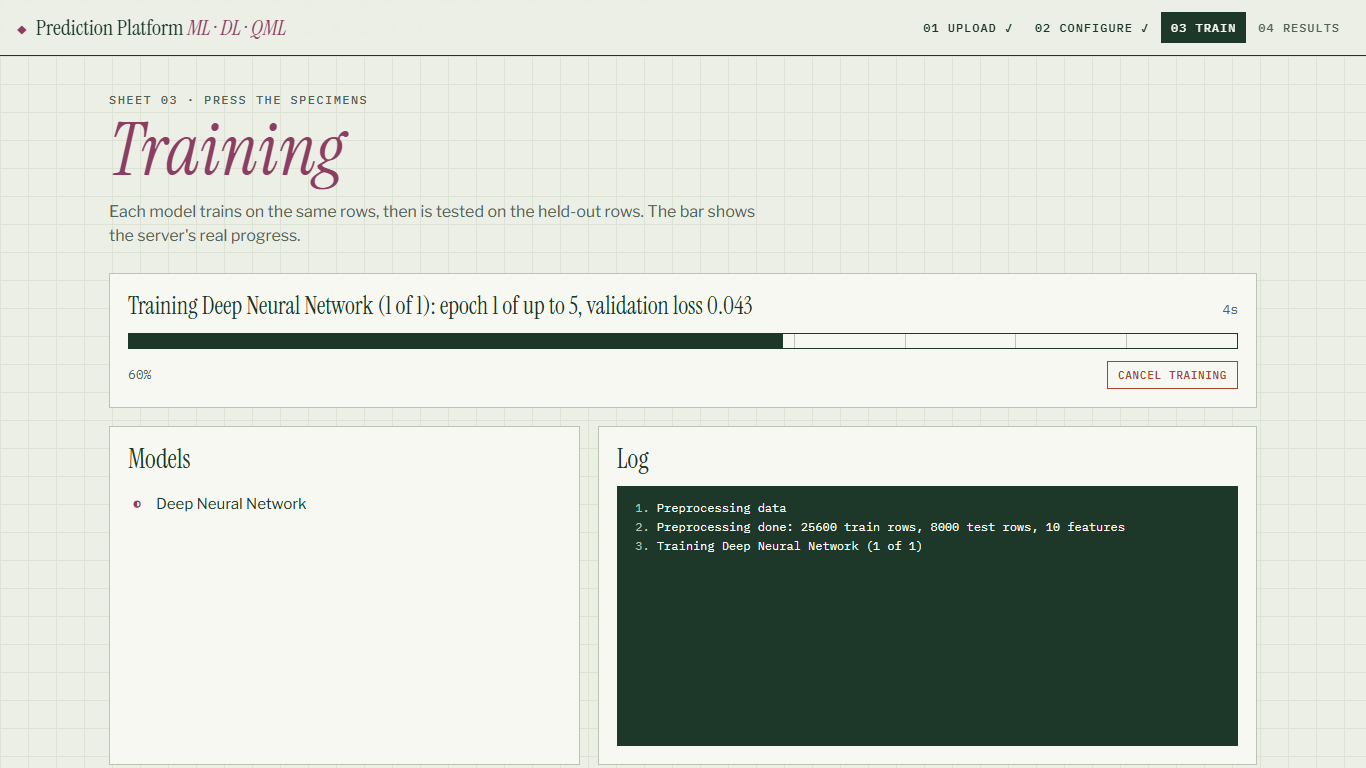 Prediction Platform ML · DL · QML
01 UPLOAD ✓ 02 CONFIGURE ✓ 03 TRAIN 04 RESULTS
SHEET 03 · PRESS THE SPECIMENS
Training
Each model trains on the same rows, then is tested on the held-out rows. The bar shows
the server's real progress.
Training Deep Neural Network (1 of 1): epoch 1 of up to 5, validation loss 0.043
4s
60%
CANCEL TRAINING
Models
Deep Neural Network
Log
1. Preprocessing data
2. Preprocessing done: 25600 train rows, 8000 test rows, 10 features
3. Training Deep Neural Network (1 of 1)